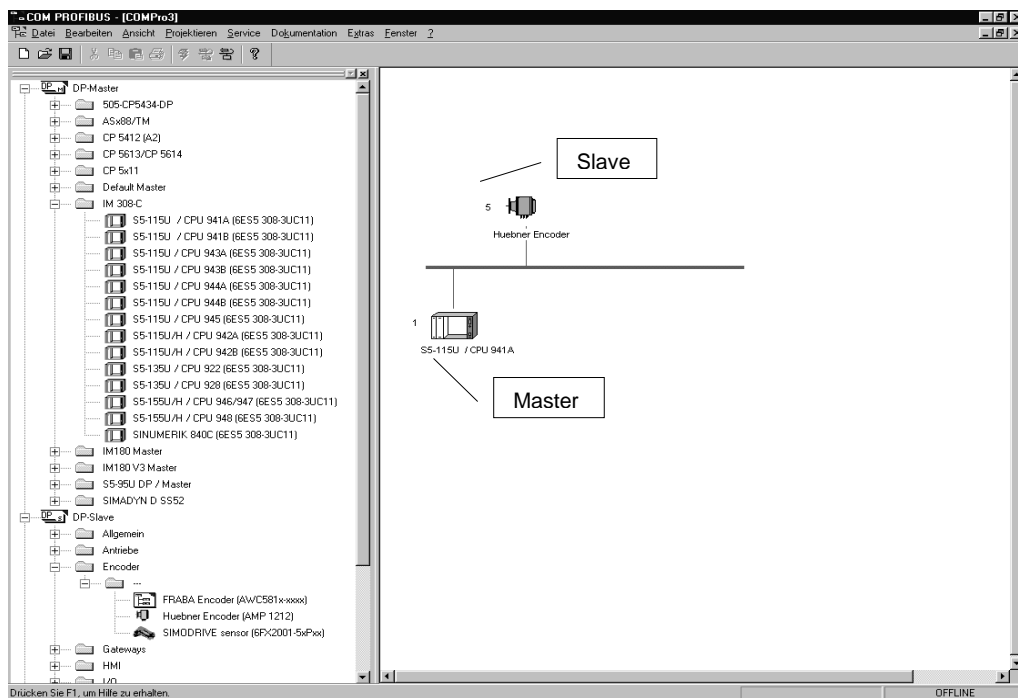 COM PROFIBUS - [COMPro3]
Datei Bearbeiten Ansicht Projektieren Service Dokumentation Extras Fenster ?
DP-Master
505-CP5434-DP
ASx88/TM
CP 5412 (A2)
CP 5613/CP 5614
CP 5x11
Default Master
IM 308-C
S5-115U / CPU 941A (6ES5 308-3UC11)
S5-115U / CPU 941B (6ES5 308-3UC11)
S5-115U / CPU 943A (6ES5 308-3UC11)
S5-115U / CPU 943B (6ES5 308-3UC11)
S5-115U / CPU 944A (6ES5 308-3UC11)
S5-115U / CPU 944B (6ES5 308-3UC11)
S5-115U / CPU 945 (6ES5 308-3UC11)
S5-115U/H / CPU 942A (6ES5 308-3UC11)
S5-115U/H / CPU 942B (6ES5 308-3UC11)
S5-135U / CPU 922 (6ES5 308-3UC11)
S5-135U / CPU 928 (6ES5 308-3UC11)
S5-155U/H / CPU 946/947 (6ES5 308-3UC11)
S5-155U/H / CPU 948 (6ES5 308-3UC11)
SINUMERIK 840C (6ES5 308-3UC11)
IM180 Master
IM180 V3 Master
S5-95U DP / Master
SIMADYN D SS52
DP-Slave
Allgemein
Antriebe
Encoder
...
FRABA Encoder (AWC581x-xxxx)
Huebner Encoder (AMP 1212)
SIMODRIVE sensor (6FX2001-5xPxx)
Gateways
HMI
I/O
Slave
5
Huebner Encoder
1
S5-115U / CPU 941A
Master
Drücken Sie F1, um Hilfe zu erhalten.
OFFLINE